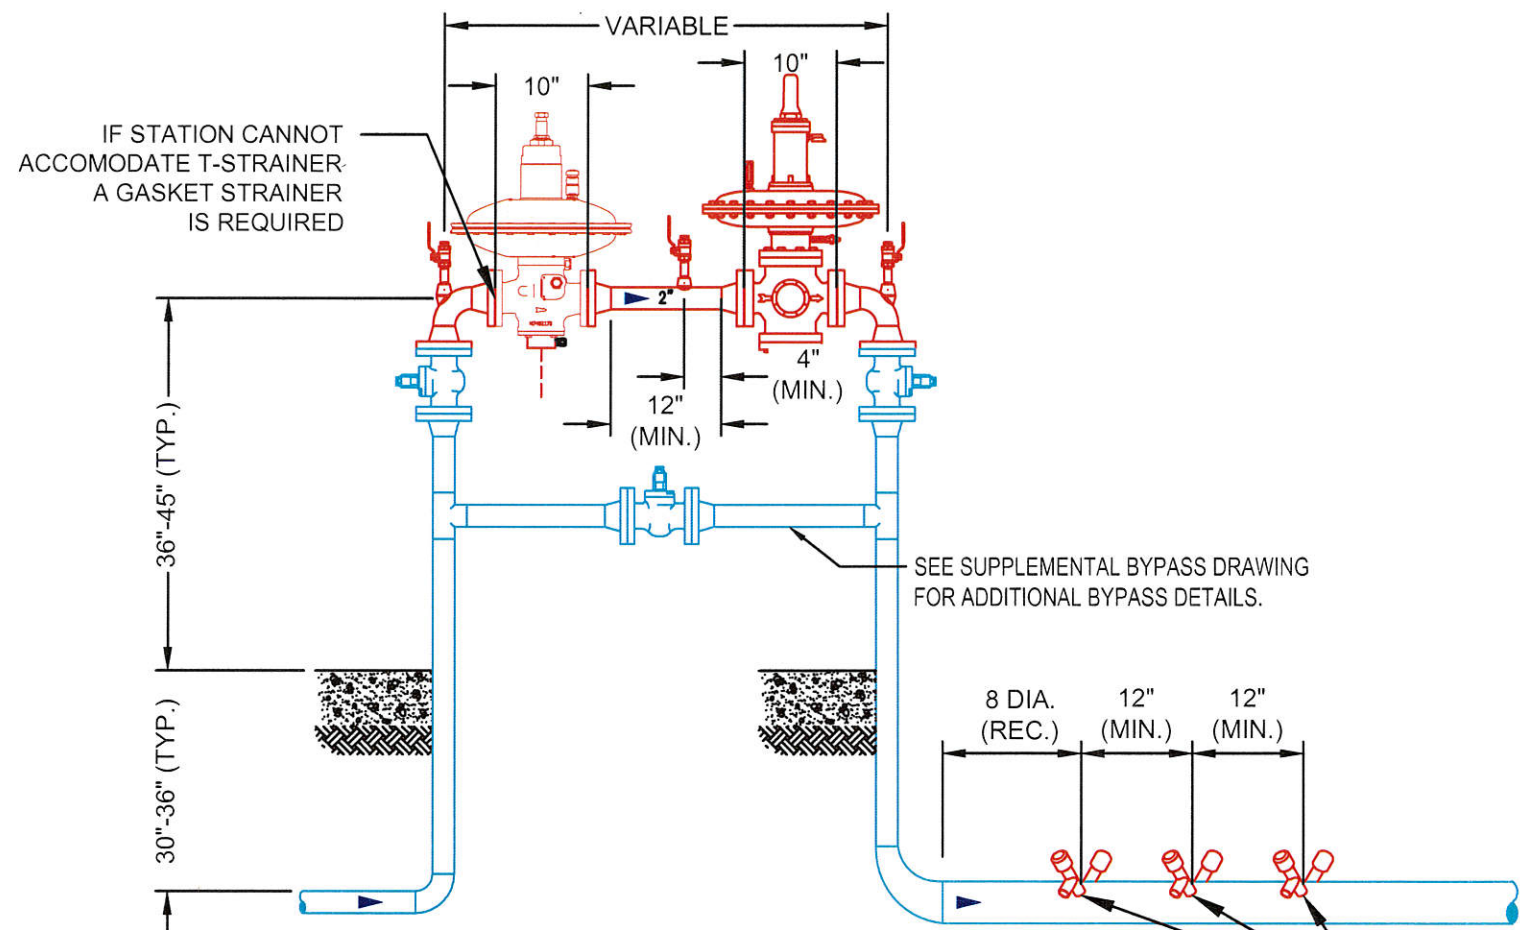 VARIABLE
10"
10"
IF STATION CANNOT
ACCOMODATE T-STRAINER
A GASKET STRAINER
IS REQUIRED
2"
4"
(MIN.)
12"
(MIN.)
36"-45" (TYP.)
SEE SUPPLEMENTAL BYPASS DRAWING
FOR ADDITIONAL BYPASS DETAILS.
30"-36" (TYP.)
8 DIA.
(REC.)
12"
(MIN.)
12"
(MIN.)